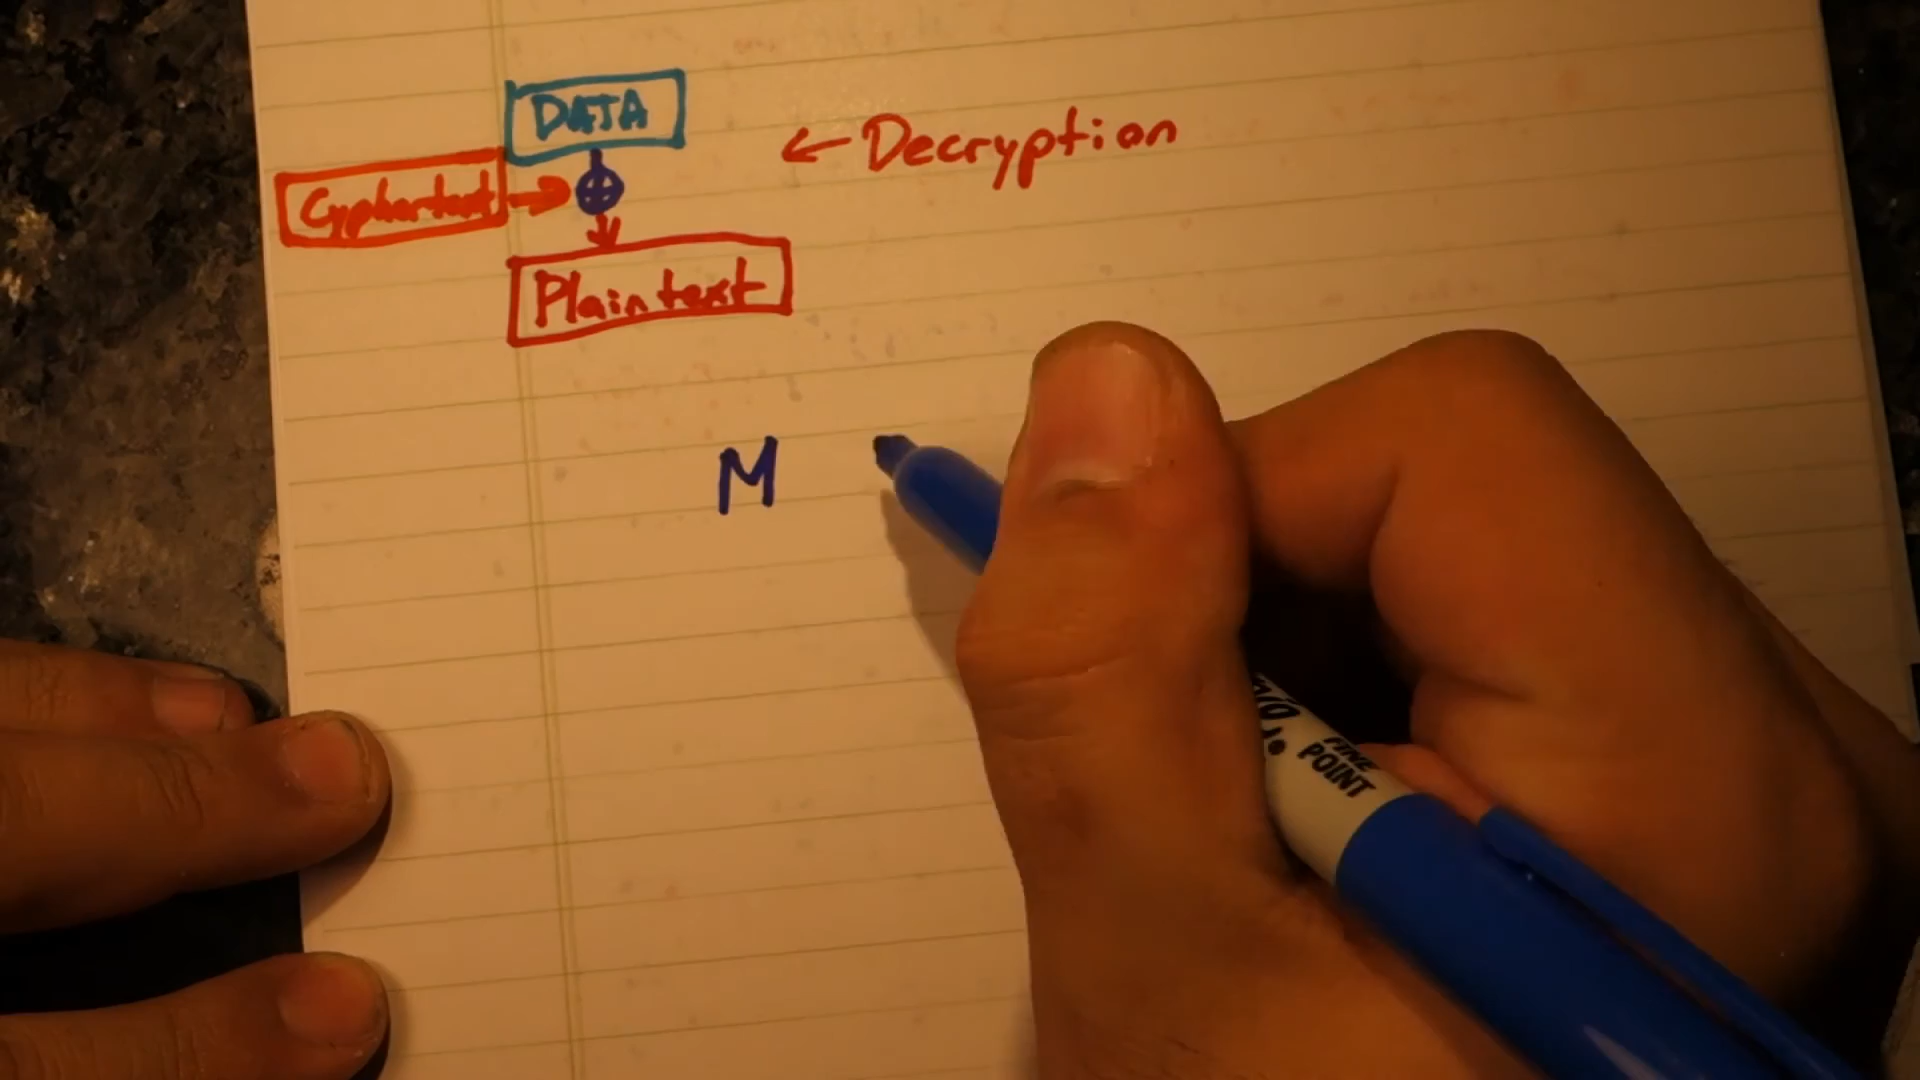 DATA
← Decryption
Cyphertext
Plaintext
M
FINE
POINT